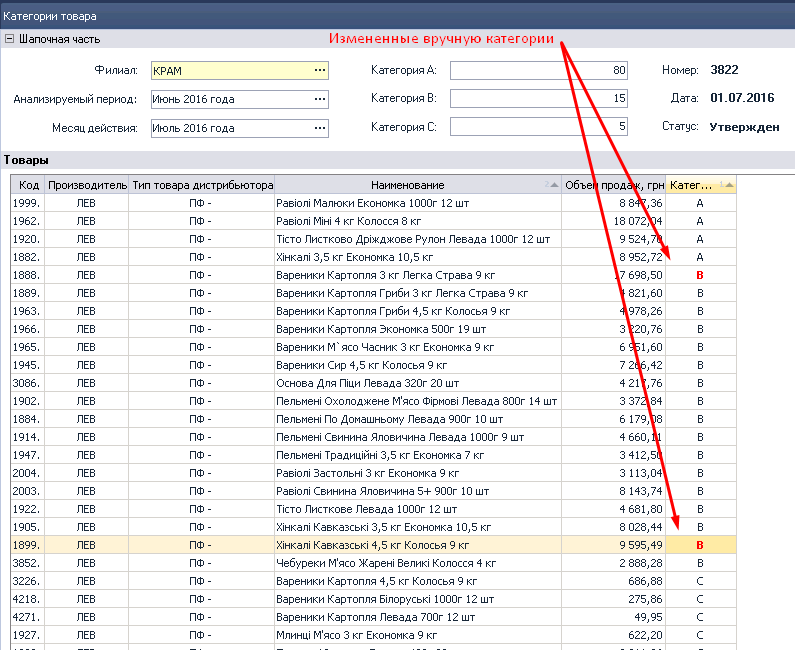 Категории товара
Шапочная часть
Измененные вручную категории
Филиал: КРАМ ... Категория A: 80 Номер: 3822
Анализируемый период: Июнь 2016 года ... Категория B: 15 Дата: 01.07.2016
Месяц действия: Июль 2016 года ... Категория C: 5 Статус: Утвержден
Товары
Код Производитель Тип товара дистрибьютора Наименование 2 Объем продаж, грн Катег... 1
1999. ЛЕВ ПФ - Равіолі Малюки Економка 1000г 12 шт 8 847,36 A
1962. ЛЕВ ПФ - Равіолі Міні 4 кг Колосся 8 кг 18 072,04 A
1920. ЛЕВ ПФ - Тісто Листково Дріжджове Рулон Левада 1000г 12 шт 9 524,70 A
1882. ЛЕВ ПФ - Хінкалі 3,5 кг Економка 10,5 кг 8 952,72 A
1888. ЛЕВ ПФ - Вареники Картопля 3 кг Легка Страва 9 кг 7 698,50 B
1889. ЛЕВ ПФ - Вареники Картопля Гриби 3 кг Легка Страва 9 кг 4 821,60 B
1963. ЛЕВ ПФ - Вареники Картопля Гриби 4,5 кг Колосья 9 кг 4 978,26 B
1966. ЛЕВ ПФ - Вареники Картопля Экономка 500г 19 шт 3 220,76 B
1965. ЛЕВ ПФ - Вареники М`ясо Часник 3 кг Економка 9 кг 6 951,60 B
1945. ЛЕВ ПФ - Вареники Сир 4,5 кг Колосья 9 кг 7 266,42 B
3086. ЛЕВ ПФ - Основа Для Піци Левада 320г 20 шт 4 217,76 B
1902. ЛЕВ ПФ - Пельмені Охолоджене М'ясо Фірмові Левада 800г 14 шт 3 372,84 B
1884. ЛЕВ ПФ - Пельмені По Домашньому Левада 900г 10 шт 6 179,08 B
1914. ЛЕВ ПФ - Пельмені Свинина Яловичина Левада 1000г 9 шт 4 660,11 B
1947. ЛЕВ ПФ - Пельмені Традиційні 3,5 кг Економка 7 кг 3 412,50 B
2004. ЛЕВ ПФ - Равіолі Застольні 3 кг Економка 9 кг 3 113,04 B
2003. ЛЕВ ПФ - Равіолі Свинина Яловичина 5+ 900г 10 шт 8 143,74 B
1922. ЛЕВ ПФ - Тісто Листкове Левада 1000г 12 шт 4 681,80 B
1905. ЛЕВ ПФ - Хінкалі Кавказські 3,5 кг Економка 10,5 кг 8 028,44 B
1899. ЛЕВ ПФ - Хінкалі Кавказські 4,5 кг Колосья 9 кг 9 595,49 B
3852. ЛЕВ ПФ - Чебуреки М'ясо Жарені Великі Колосся 4 кг 2 888,28 B
3226. ЛЕВ ПФ - Вареники Картопля 4,5 кг Колосья 9 кг 686,88 C
4218. ЛЕВ ПФ - Вареники Картопля Білоруські 1000г 12 шт 275,86 C
4271. ЛЕВ ПФ - Вареники Картопля Левада 700г 12 шт 49,95 C
1927. ЛЕВ ПФ - Млинці М'ясо 3 кг Економка 9 кг 622,20 C